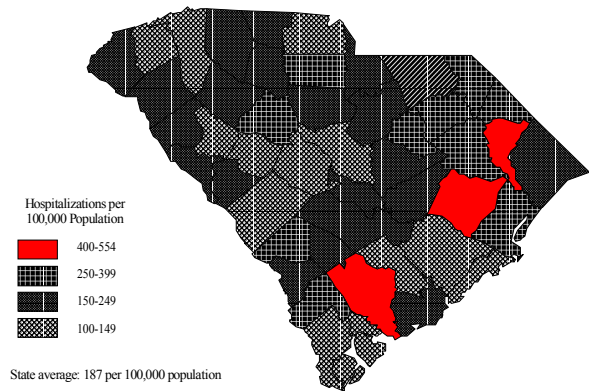 Hospitalizations per
100,000 Population
400-554
250-399
150-249
100-149
State average: 187 per 100,000 population